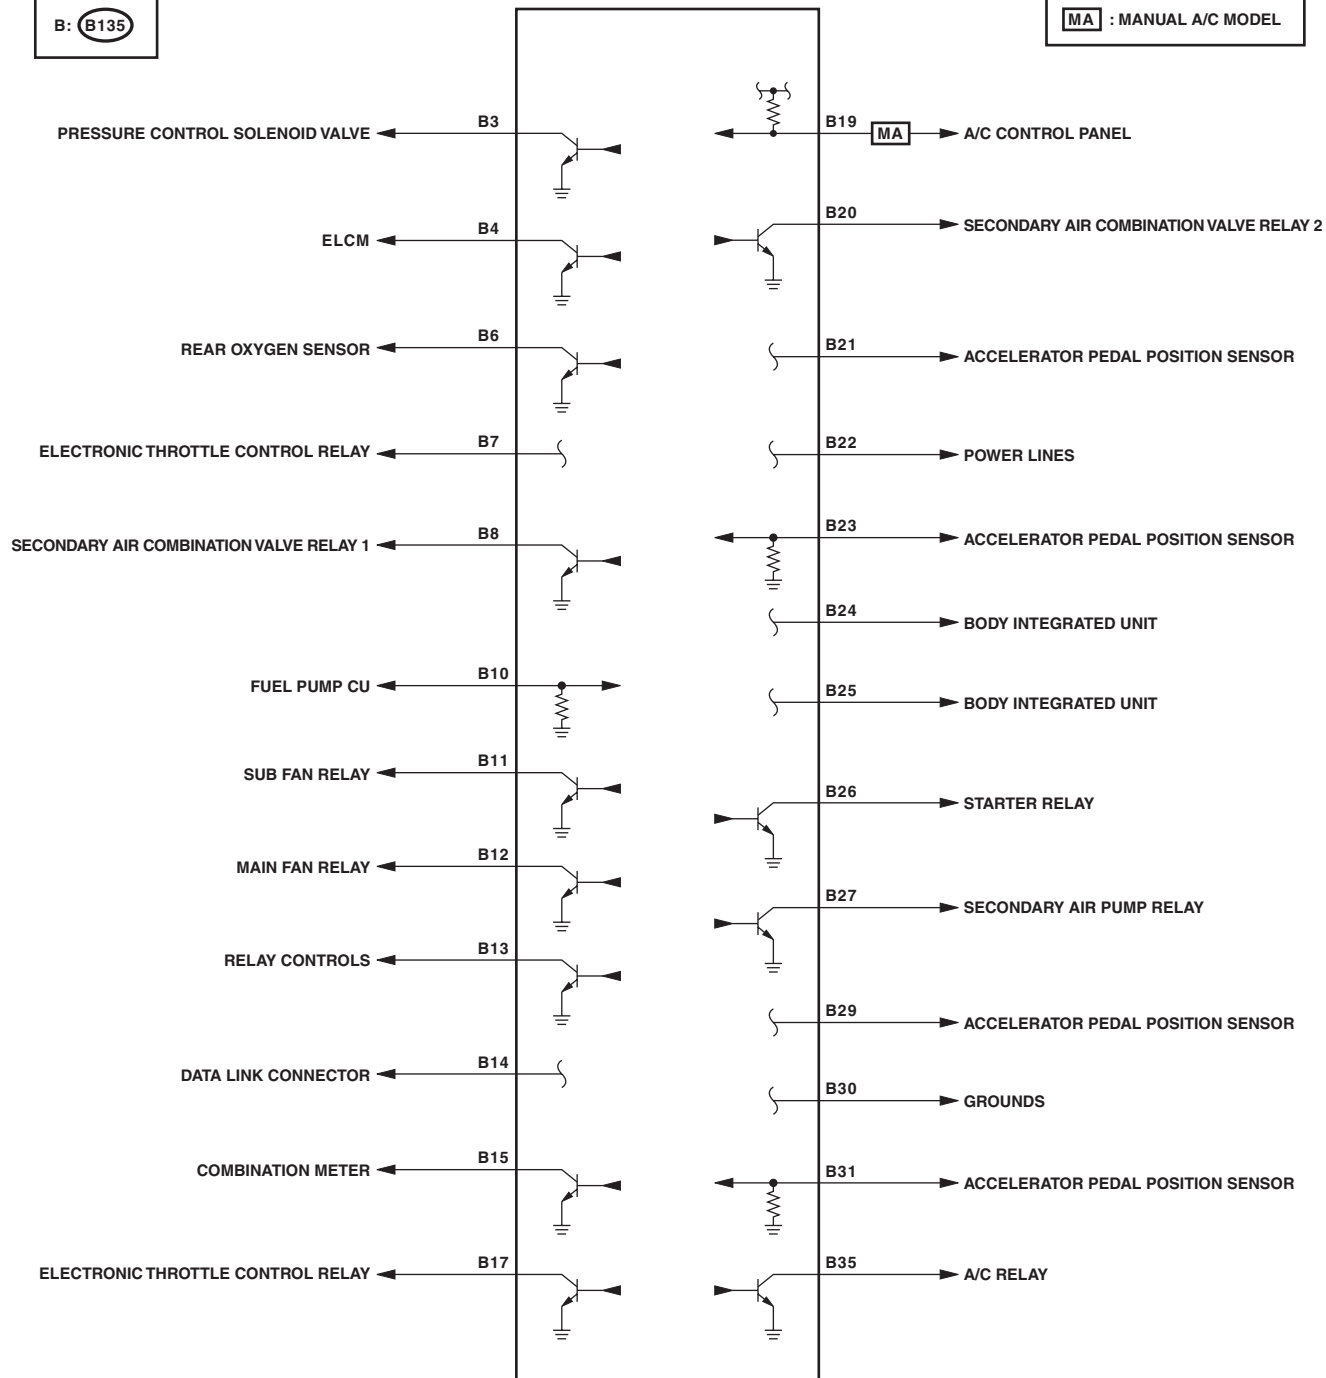 B: B135
MA : MANUAL A/C MODEL
PRESSURE CONTROL SOLENOID VALVE B3
B19 MA A/C CONTROL PANEL
ELCM B4
B20 SECONDARY AIR COMBINATION VALVE RELAY 2
REAR OXYGEN SENSOR B6
B21 ACCELERATOR PEDAL POSITION SENSOR
ELECTRONIC THROTTLE CONTROL RELAY B7
B22 POWER LINES
SECONDARY AIR COMBINATION VALVE RELAY 1 B8
B23 ACCELERATOR PEDAL POSITION SENSOR
B24 BODY INTEGRATED UNIT
FUEL PUMP CU B10
B25 BODY INTEGRATED UNIT
SUB FAN RELAY B11
B26 STARTER RELAY
MAIN FAN RELAY B12
B27 SECONDARY AIR PUMP RELAY
RELAY CONTROLS B13
B29 ACCELERATOR PEDAL POSITION SENSOR
DATA LINK CONNECTOR B14
B30 GROUNDS
COMBINATION METER B15
B31 ACCELERATOR PEDAL POSITION SENSOR
ELECTRONIC THROTTLE CONTROL RELAY B17
B35 A/C RELAY